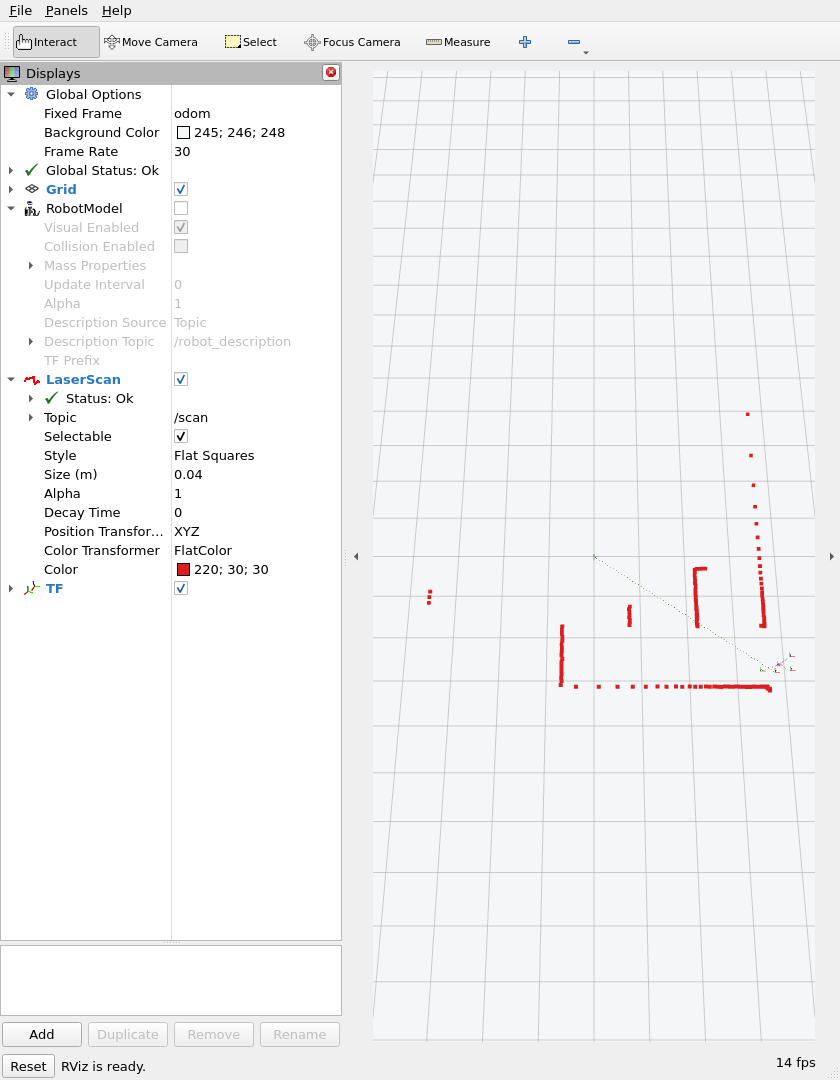 File Panels Help
Interact Move Camera Select Focus Camera Measure
Displays
Global Options
Fixed Frame odom
Background Color 245; 246; 248
Frame Rate 30
Global Status: Ok
Grid
RobotModel
Visual Enabled
Collision Enabled
Mass Properties
Update Interval 0
Alpha 1
Description Source Topic
Description Topic /robot_description
TF Prefix
LaserScan
Status: Ok
Topic /scan
Selectable
Style Flat Squares
Size (m) 0.04
Alpha 1
Decay Time 0
Position Transfor... XYZ
Color Transformer FlatColor
Color 220; 30; 30
TF
Add Duplicate Remove Rename
Reset RViz is ready. 14 fps